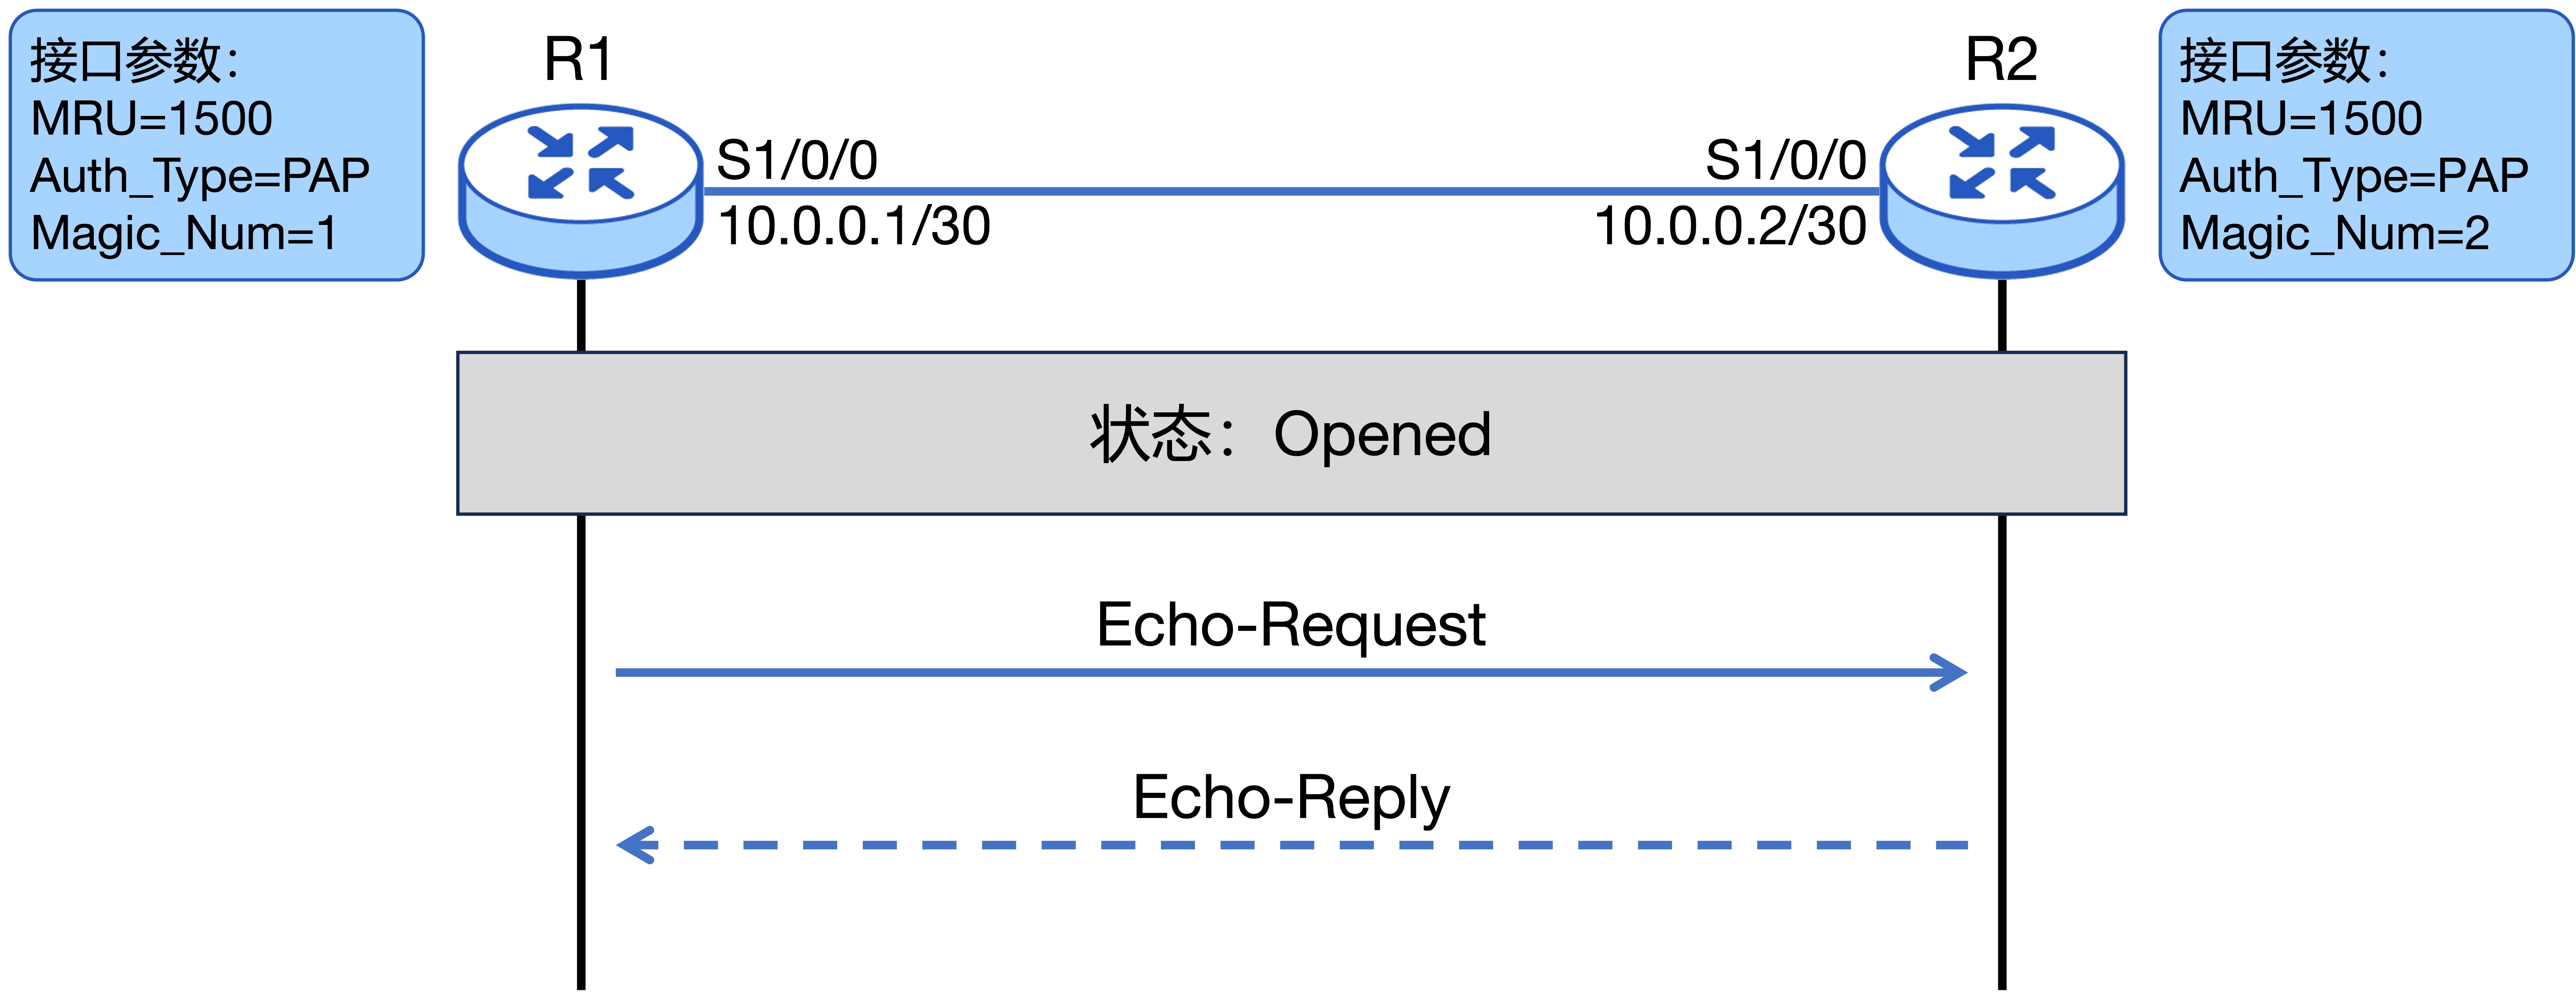 接口参数：
MRU=1500
Auth_Type=PAP
Magic_Num=1
R1
S1/0/0
10.0.0.1/30
R2
S1/0/0
10.0.0.2/30
接口参数：
MRU=1500
Auth_Type=PAP
Magic_Num=2
状态：Opened
Echo-Request
Echo-Reply